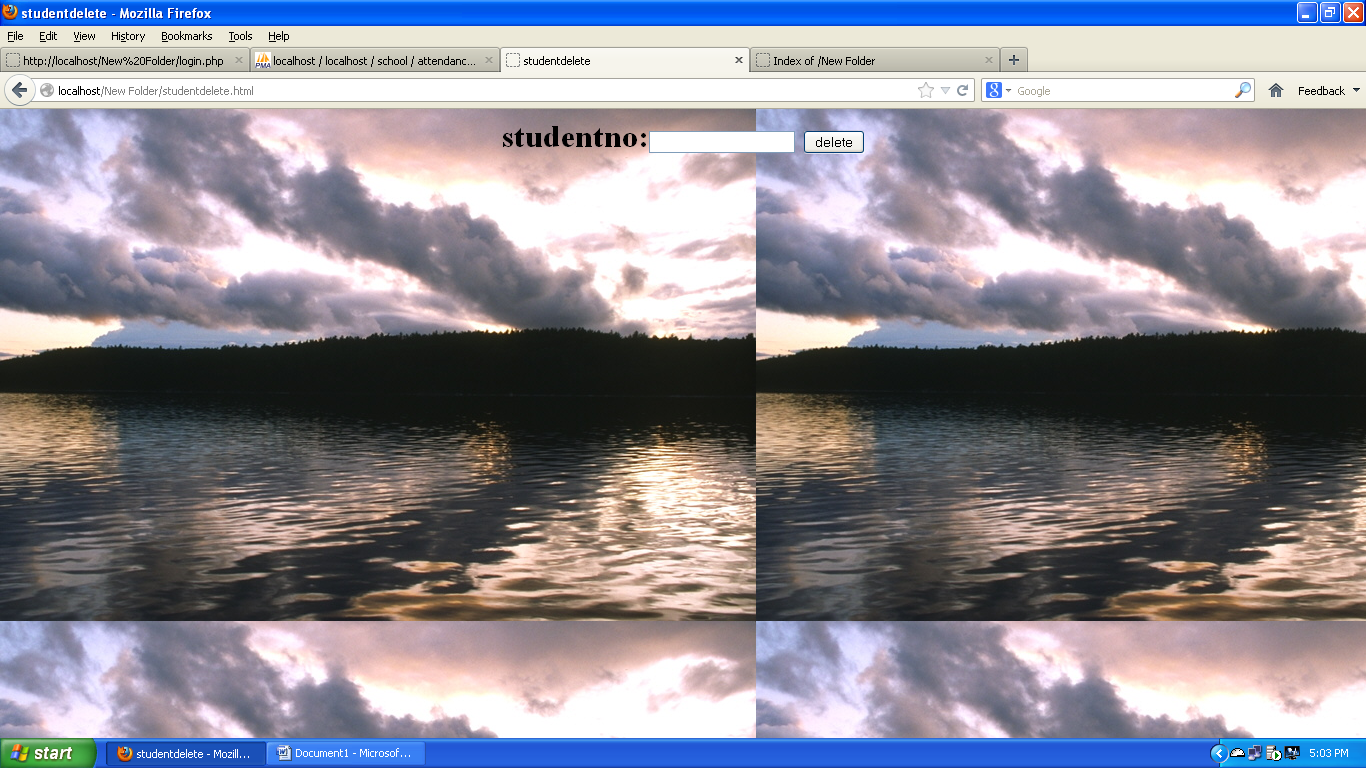 studentdelete - Mozilla Firefox
File Edit View History Bookmarks Tools Help
http://localhost/New%20Folder/login.php
PMA localhost / localhost / school / attendanc...
studentdelete
Index of /New Folder
localhost/New Folder/studentdelete.html
8 Google
Feedback
studentno:
delete
start
studentdelete - Mozill...
Document1 - Microsof...
5:03 PM